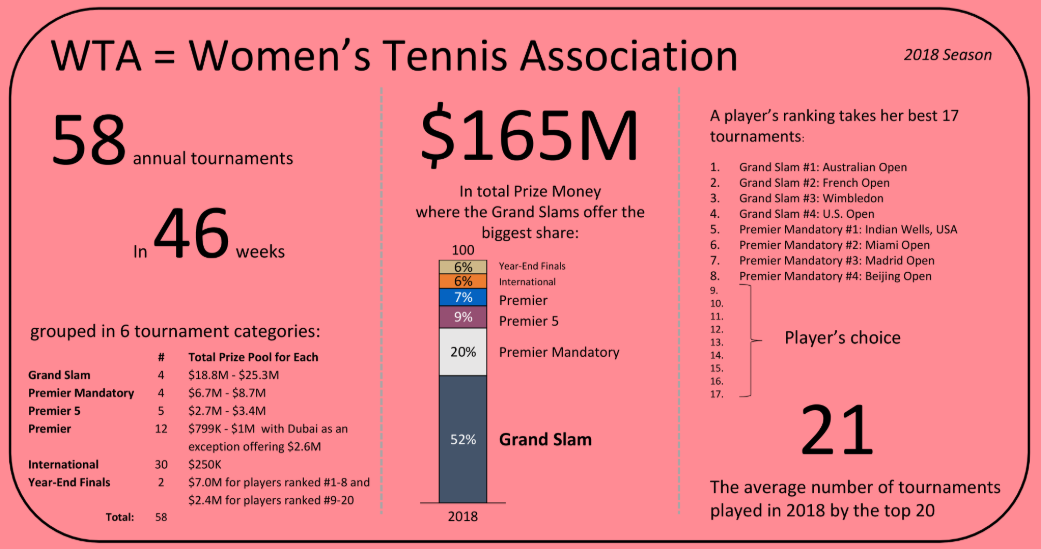 WTA = Women's Tennis Association
2018 Season
58 annual tournaments
In 46 weeks
grouped in 6 tournament categories:
# Total Prize Pool for Each
Grand Slam 4 $18.8M - $25.3M
Premier Mandatory 4 $6.7M - $8.7M
Premier 5 5 $2.7M - $3.4M
Premier 12 $799K - $1M with Dubai as an
exception offering $2.6M
International 30 $250K
Year-End Finals 2 $7.0M for players ranked #1-8 and
$2.4M for players ranked #9-20
Total: 58
$165M
In total Prize Money
where the Grand Slams offer the
biggest share:
100
6% Year-End Finals
6% International
7% Premier
9% Premier 5
20% Premier Mandatory
52% Grand Slam
2018
A player's ranking takes her best 17
tournaments:
1. Grand Slam #1: Australian Open
2. Grand Slam #2: French Open
3. Grand Slam #3: Wimbledon
4. Grand Slam #4: U.S. Open
5. Premier Mandatory #1: Indian Wells, USA
6. Premier Mandatory #2: Miami Open
7. Premier Mandatory #3: Madrid Open
8. Premier Mandatory #4: Beijing Open
9.
10.
11.
12.
13. Player's choice
14.
15.
16.
17.
21
The average number of tournaments
played in 2018 by the top 20